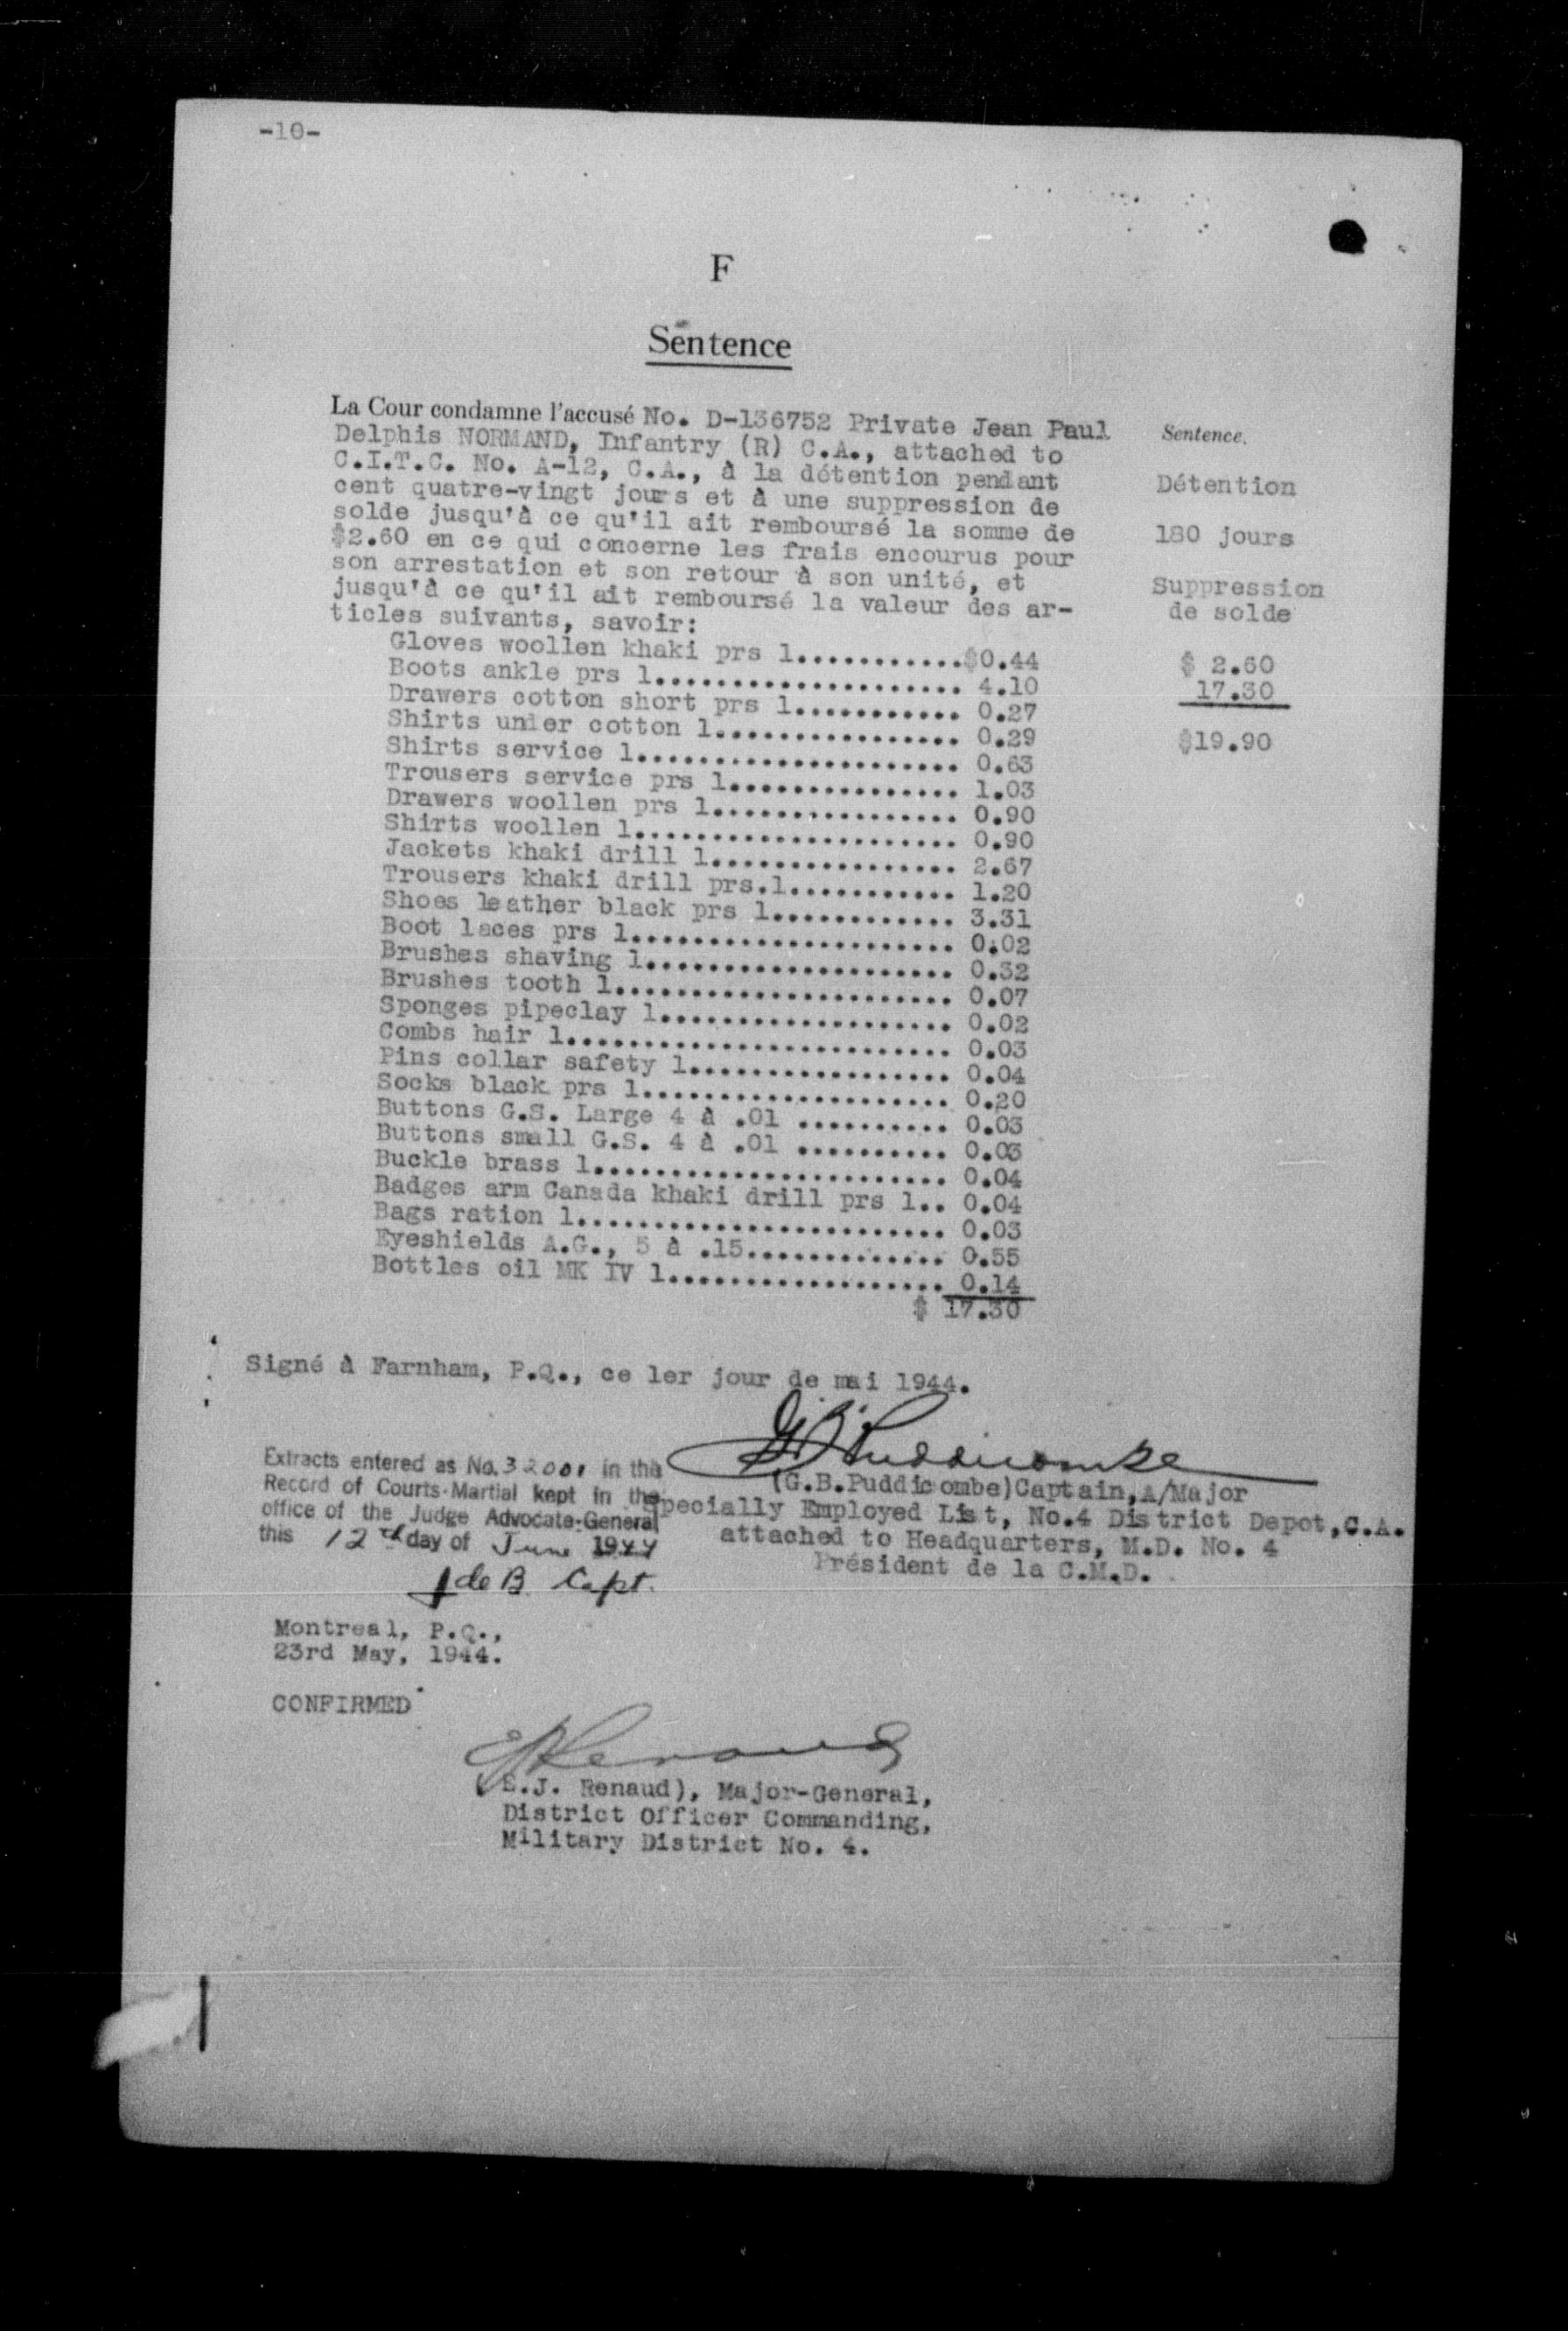 -10-
F
Sentence
La Cour condamne l'accusé No. D-136752 Private Jean Paul
Delphis NORMAND, Infantry (R) C.A., attached to
C.I.T.C. No. A-12, C.A., à la détention pendant
cent quatre-vingt jours et à une suppression de
solde jusqu'à ce qu'il ait remboursé la somme de
$2.60 en ce qui concerne les frais encourus pour
son arrestation et son retour à son unité, et
jusqu'à ce qu'il ait remboursé la valeur des ar-
ticles suivants, savoir:
Sentence.
Détention
180 jours
Suppression
de solde
$ 2.60
17.30
$19.90
Gloves woollen khaki prs 1............$0.44
Boots ankle prs 1..................... 4.10
Drawers cotton short prs 1............ 0.27
Shirts under cotton 1................. 0.29
Shirts service 1...................... 0.63
Trousers service prs 1................ 1.03
Drawers woollen prs 1................. 0.90
Shirts woollen 1...................... 0.90
Jackets khaki drill 1................. 2.67
Trousers khaki drill prs.1............ 1.20
Shoes leather black prs 1............. 3.31
Boot laces prs 1...................... 0.02
Brushes shaving 1..................... 0.32
Brushes tooth 1....................... 0.07
Sponges pipeclay 1.................... 0.02
Combs hair 1.......................... 0.03
Pins collar safety 1.................. 0.04
Socks black prs 1..................... 0.20
Buttons G.S. Large 4 à .01 .......... 0.03
Buttons small G.S. 4 à .01 .......... 0.03
Buckle brass 1........................ 0.04
Badges arm Canada khaki drill prs 1.. 0.04
Bags ration 1......................... 0.03
Eyeshields A.G., 5 à .15.............. 0.55
Bottles oil MK IV 1................... 0.14
$ 17.30
Signé à Farnham, P.Q., ce 1er jour de mai 1944.
G.B. Puddicombe
(G.B.Puddicombe)Captain,A/Major
Specially Employed List, No.4 District Depot,C.A.
attached to Headquarters, M.D. No. 4
Président de la C.M.D.
Extracts entered as No. 32001 in the
Record of Courts-Martial kept in the
office of the Judge Advocate-General
this 12th day of June 1944
de B. Capt.
Montreal, P.Q.,
23rd May, 1944.
CONFIRMED
EJRenaud
(E.J. Renaud), Major-General,
District Officer Commanding,
Military District No. 4.